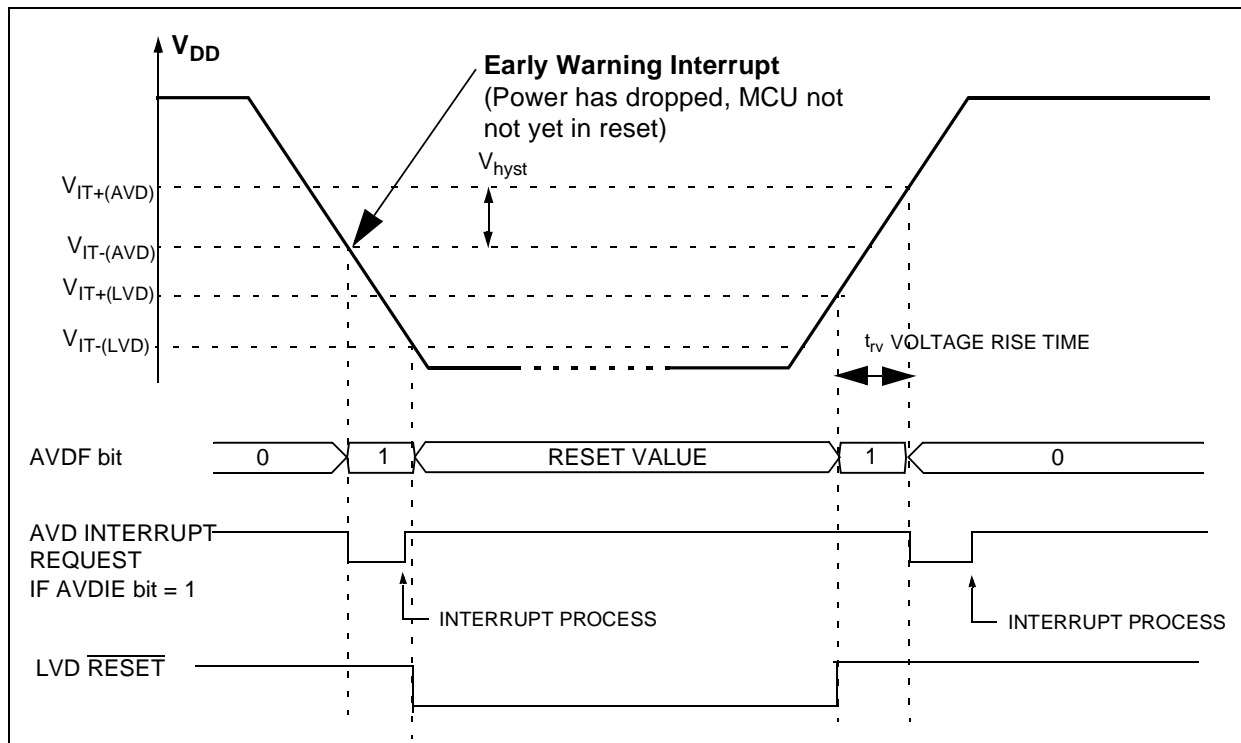 VDD
Early Warning Interrupt
(Power has dropped, MCU not
not yet in reset)
Vhyst
VIT+(AVD)
VIT-(AVD)
VIT+(LVD)
VIT-(LVD)
trv VOLTAGE RISE TIME
AVDF bit
0
1
RESET VALUE
1
0
AVD INTERRUPT
REQUEST
IF AVDIE bit = 1
INTERRUPT PROCESS
INTERRUPT PROCESS
LVD RESET